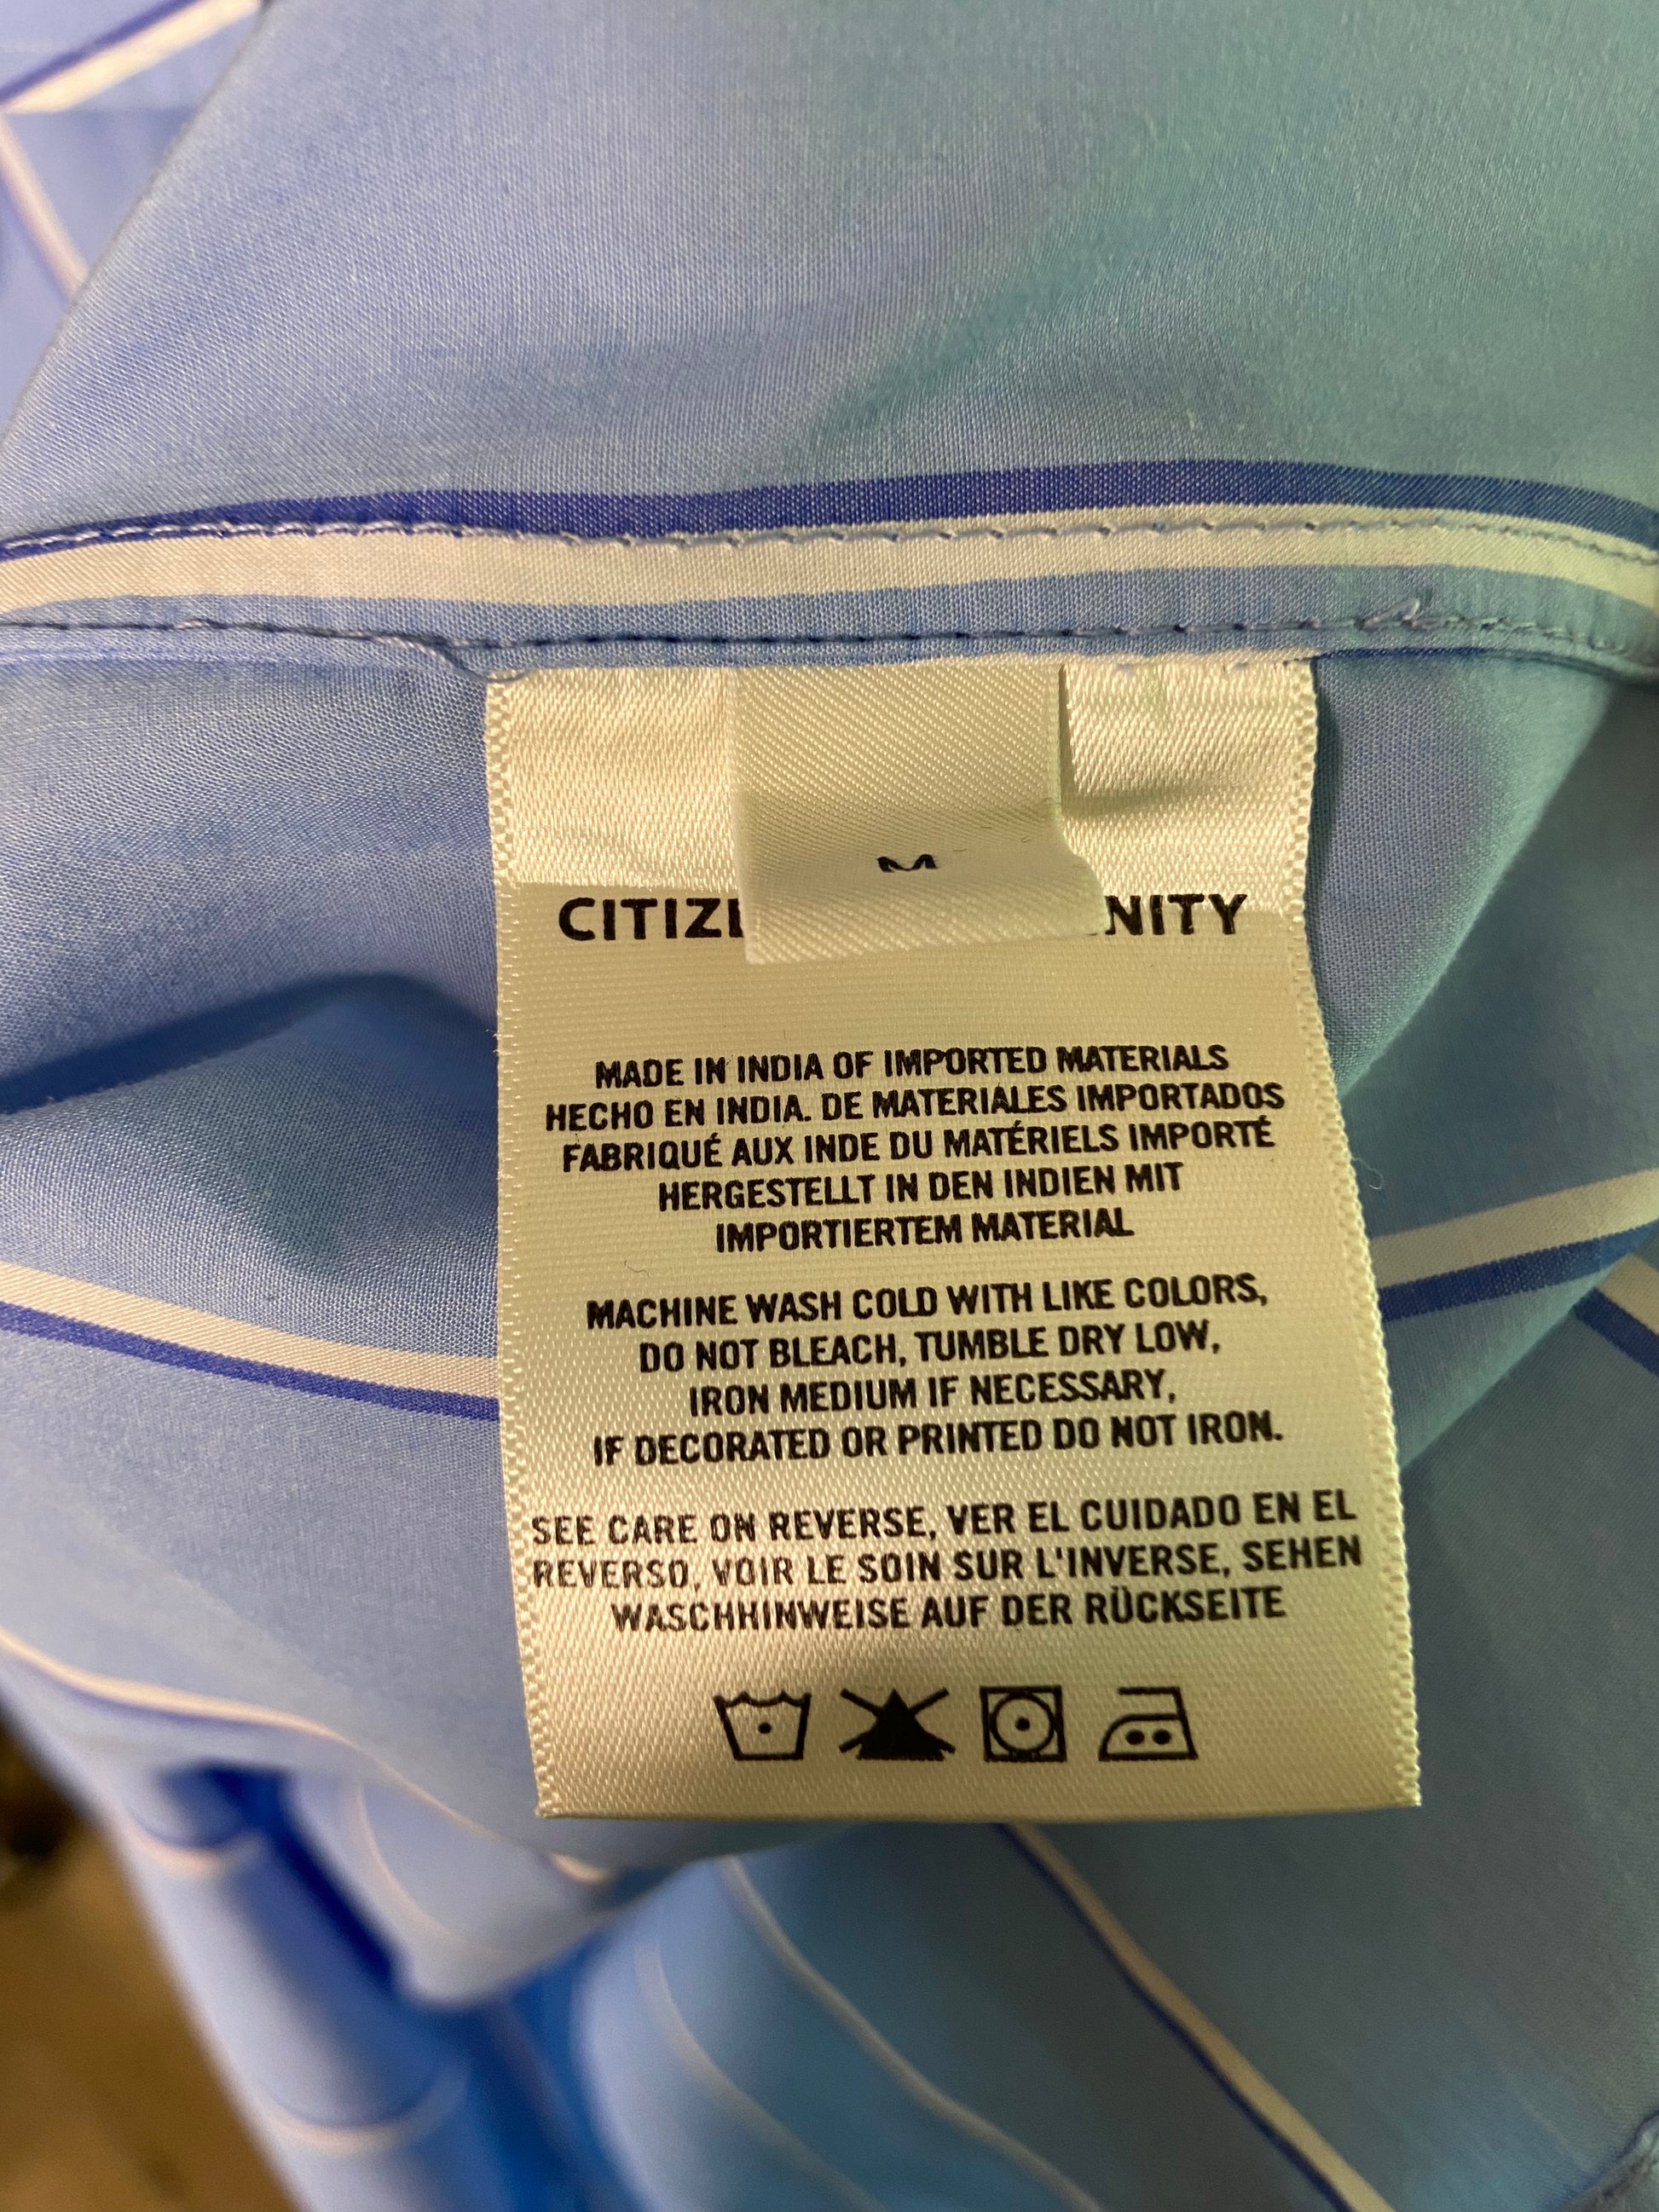 M
CITIZ NITY
MADE IN INDIA OF IMPORTED MATERIALS
HECHO EN INDIA. DE MATERIALES IMPORTADOS
FABRIQUÉ AUX INDE DU MATÉRIELS IMPORTÉ
HERGESTELLT IN DEN INDIEN MIT
IMPORTIERTEM MATERIAL
MACHINE WASH COLD WITH LIKE COLORS,
DO NOT BLEACH, TUMBLE DRY LOW,
IRON MEDIUM IF NECESSARY,
IF DECORATED OR PRINTED DO NOT IRON.
SEE CARE ON REVERSE, VER EL CUIDADO EN EL
REVERSO, VOIR LE SOIN SUR L'INVERSE, SEHEN
WASCHHINWEISE AUF DER RÜCKSEITE